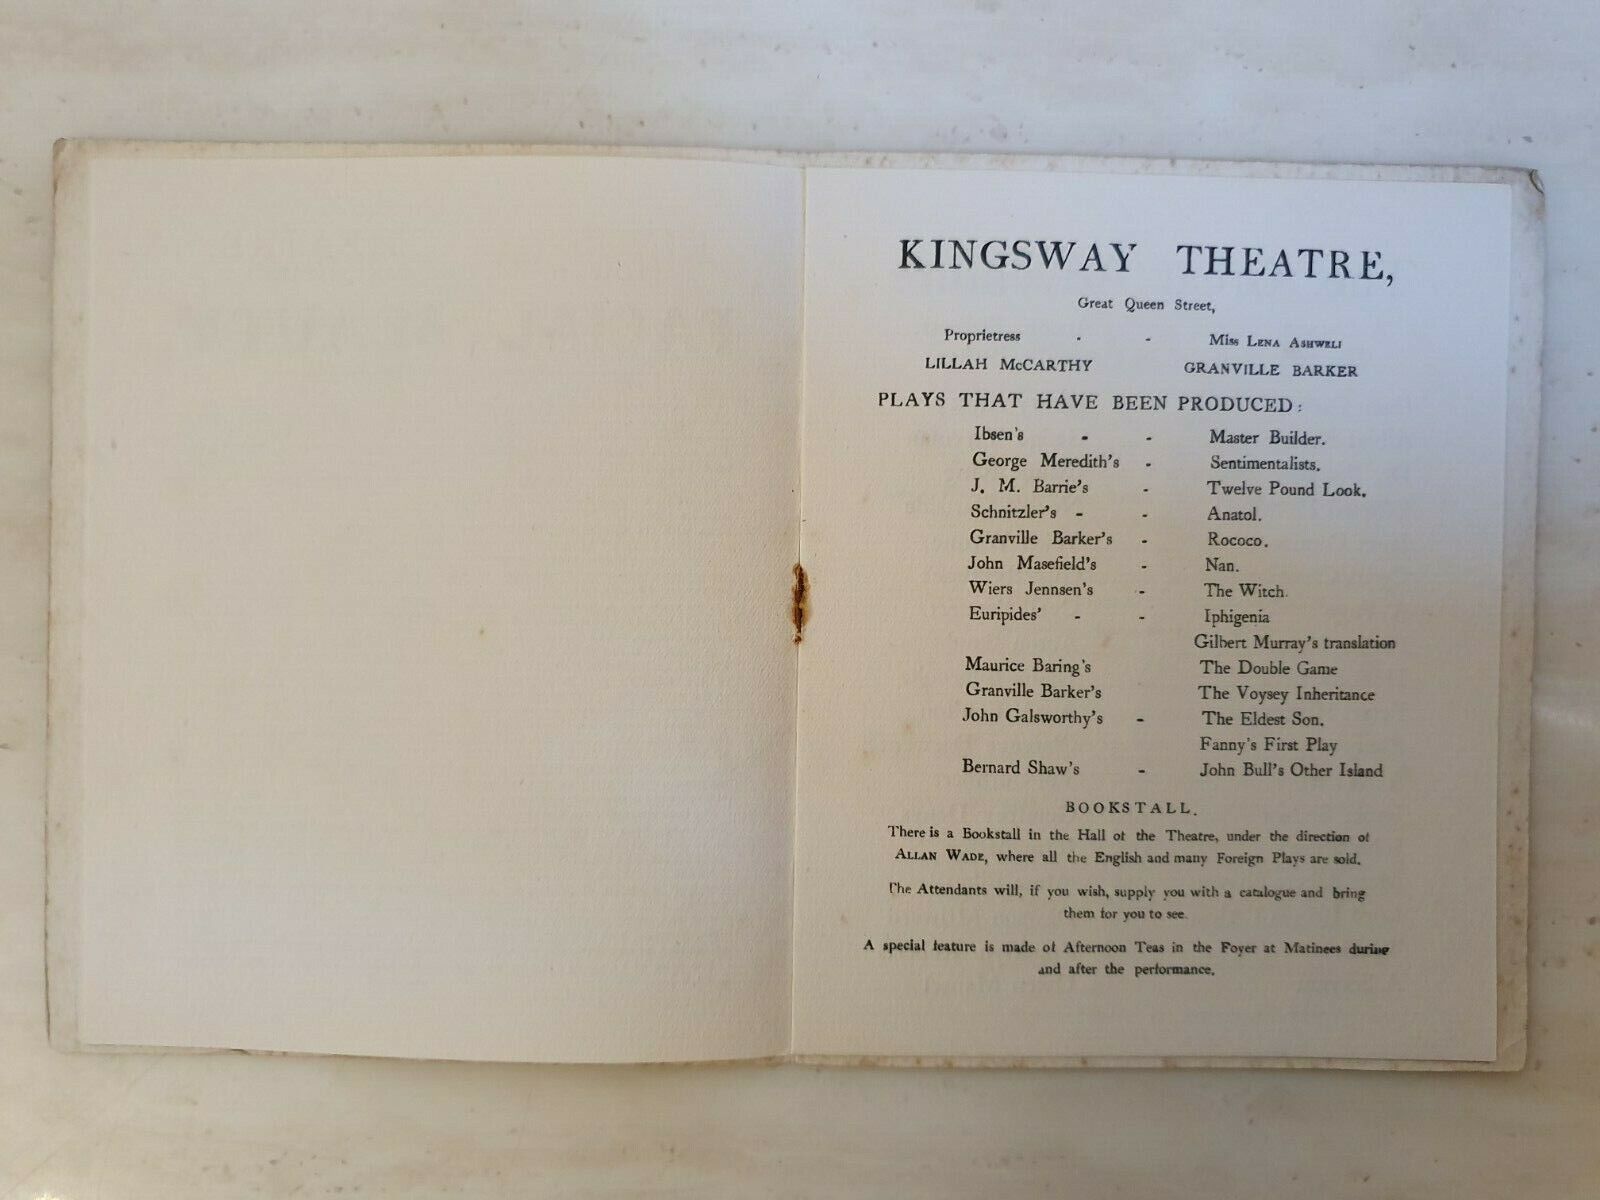 KINGSWAY THEATRE,
Great Queen Street,
Proprietress - - Miss LENA ASHWELL
LILLAH McCARTHY GRANVILLE BARKER
PLAYS THAT HAVE BEEN PRODUCED:
Ibsen's - - Master Builder.
George Meredith's - Sentimentalists.
J. M. Barrie's - Twelve Pound Look.
Schnitzler's - - Anatol.
Granville Barker's - Rococo.
John Masefield's - Nan.
Wiers Jennsen's - The Witch.
Euripides' - - Iphigenia
Gilbert Murray's translation
Maurice Baring's The Double Game
Granville Barker's The Voysey Inheritance
John Galsworthy's - The Eldest Son.
Fanny's First Play
Bernard Shaw's - John Bull's Other Island
BOOKSTALL.
There is a Bookstall in the Hall of the Theatre, under the direction of
ALLAN WADE, where all the English and many Foreign Plays are sold.
The Attendants will, if you wish, supply you with a catalogue and bring
them for you to see.
A special feature is made of Afternoon Teas in the Foyer at Matinees during
and after the performance.